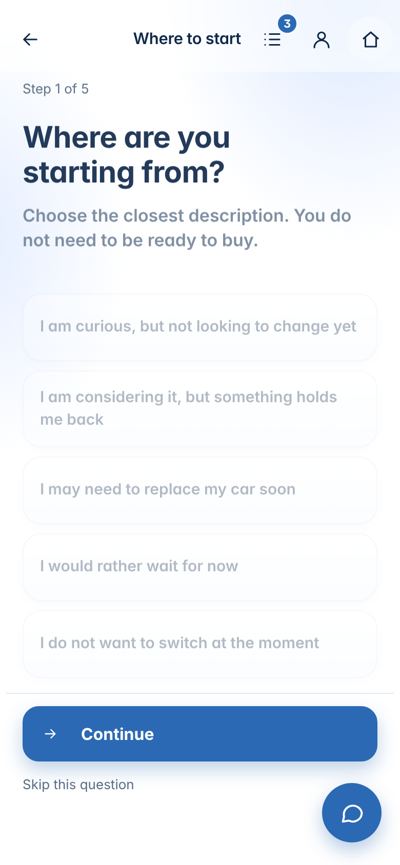 Where to start
3
Step 1 of 5
Where are you
starting from?
Choose the closest description. You do
not need to be ready to buy.
I am curious, but not looking to change yet
I am considering it, but something holds
me back
I may need to replace my car soon
I would rather wait for now
I do not want to switch at the moment
Continue
Skip this question